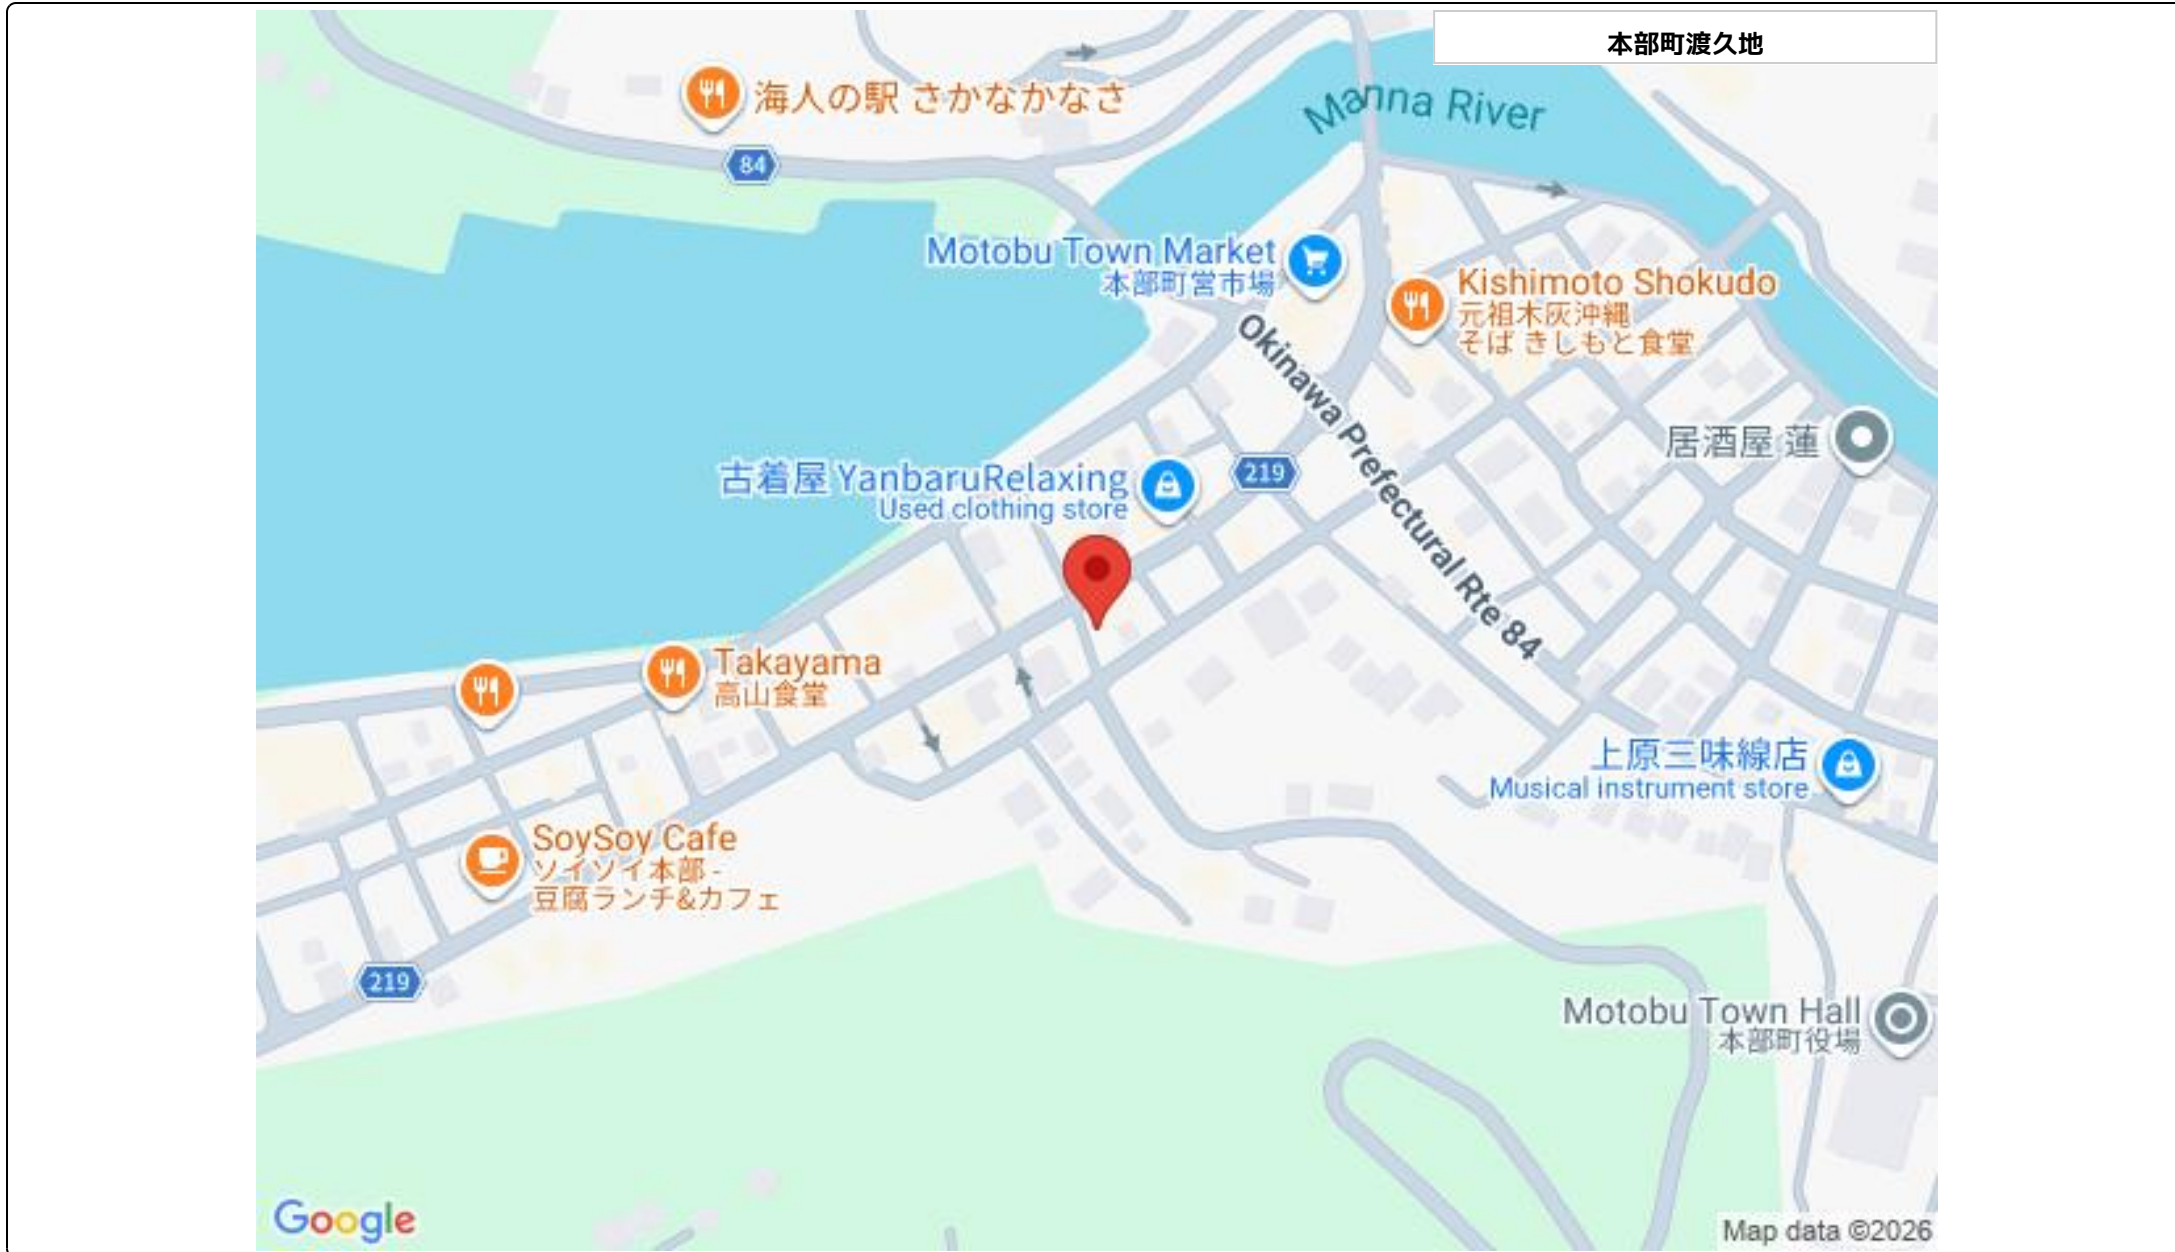 本部町渡久地
海人の駅 さかなかなさ
Manna River
84
Motobu Town Market
本部町営市場
Kishimoto Shokudo
元祖木灰沖縄
そば きしもと食堂
Okinawa Prefectural Rte 84
居酒屋 蓮
古着屋 YanbaruRelaxing
Used clothing store
219
Takayama
高山食堂
上原三味線店
Musical instrument store
SoySoy Cafe
ソイソイ本部 -
豆腐ランチ&カフェ
219
Motobu Town Hall
本部町役場
Google
Map data ©2026